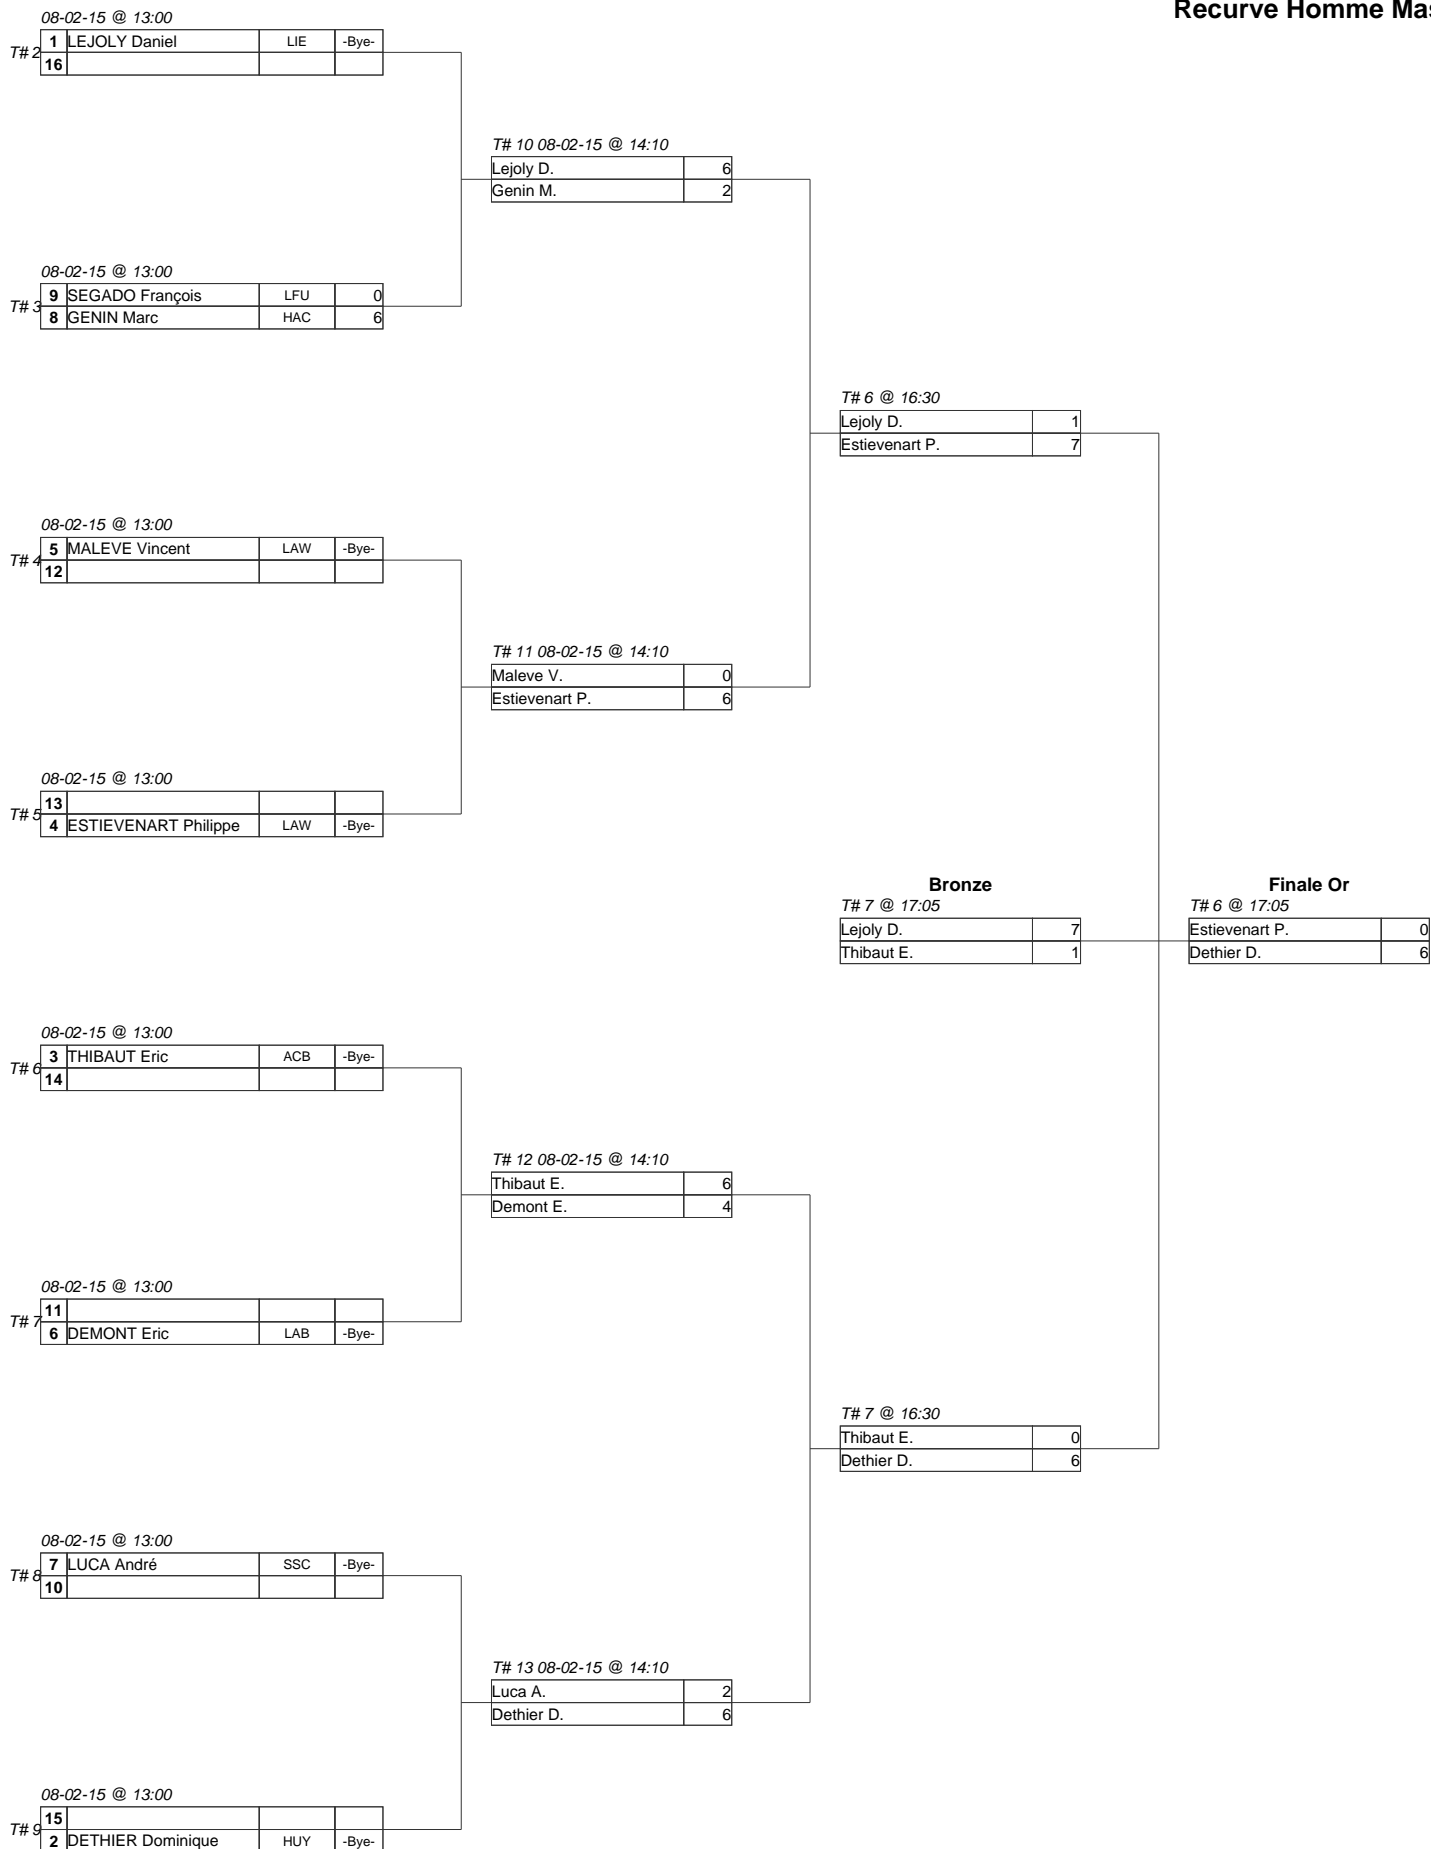 Recurve Homme Mas
08-02-15 @ 13:00
T# 2
1 LEJOLY Daniel LIE -Bye-
16
T# 10 08-02-15 @ 14:10
Lejoly D. 6
Genin M. 2
08-02-15 @ 13:00
T# 3
9 SEGADO François LFU 0
8 GENIN Marc HAC 6
T# 6 @ 16:30
Lejoly D. 1
Estievenart P. 7
08-02-15 @ 13:00
T# 4
5 MALEVE Vincent LAW -Bye-
12
T# 11 08-02-15 @ 14:10
Maleve V. 0
Estievenart P. 6
08-02-15 @ 13:00
T# 5
13
4 ESTIEVENART Philippe LAW -Bye-
Bronze
T# 7 @ 17:05
Lejoly D. 7
Thibaut E. 1
Finale Or
T# 6 @ 17:05
Estievenart P. 0
Dethier D. 6
08-02-15 @ 13:00
T# 6
3 THIBAUT Eric ACB -Bye-
14
T# 12 08-02-15 @ 14:10
Thibaut E. 6
Demont E. 4
08-02-15 @ 13:00
T# 7
11
6 DEMONT Eric LAB -Bye-
T# 7 @ 16:30
Thibaut E. 0
Dethier D. 6
08-02-15 @ 13:00
T# 8
7 LUCA André SSC -Bye-
10
T# 13 08-02-15 @ 14:10
Luca A. 2
Dethier D. 6
08-02-15 @ 13:00
T# 9
15
2 DETHIER Dominique HUY -Bye-